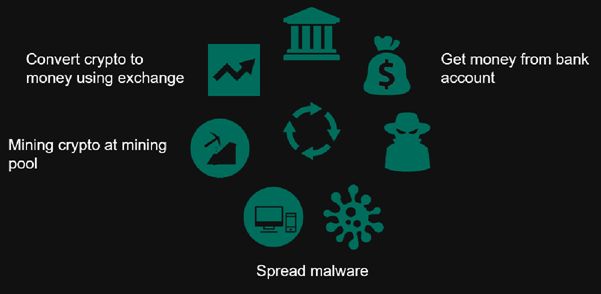 Convert crypto to
money using exchange
Get money from bank
account
Mining crypto at mining
pool
Spread malware